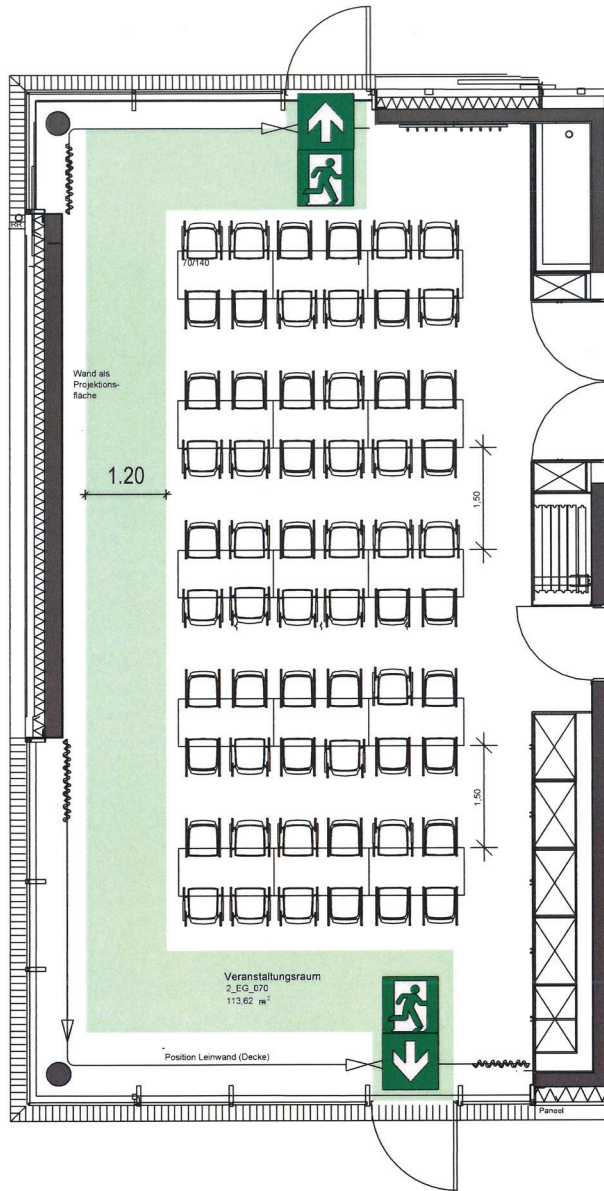 RR
70/140
Wand als
Projektions-
fläche
1.20
1,50
1,50
Veranstaltungsraum
2_EG_070
113,62 m²
Position Leinwand (Decke)
Paneel